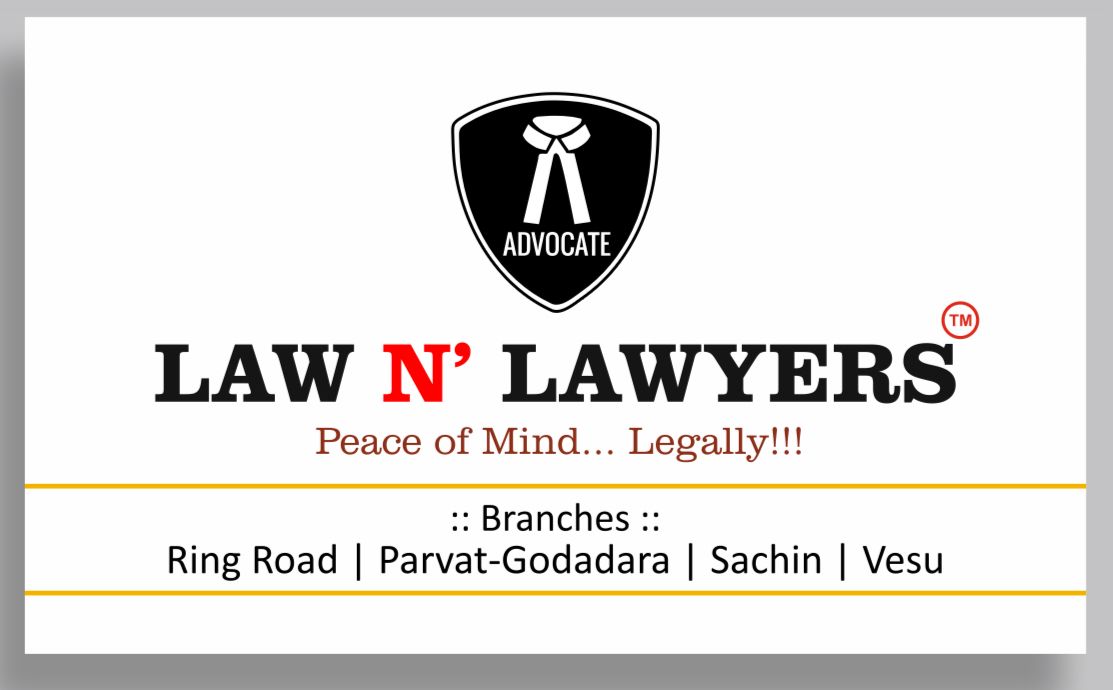 ADVOCATE
TM
LAW N’ LAWYERS
Peace of Mind... Legally!!!
:: Branches ::
Ring Road | Parvat-Godadara | Sachin | Vesu